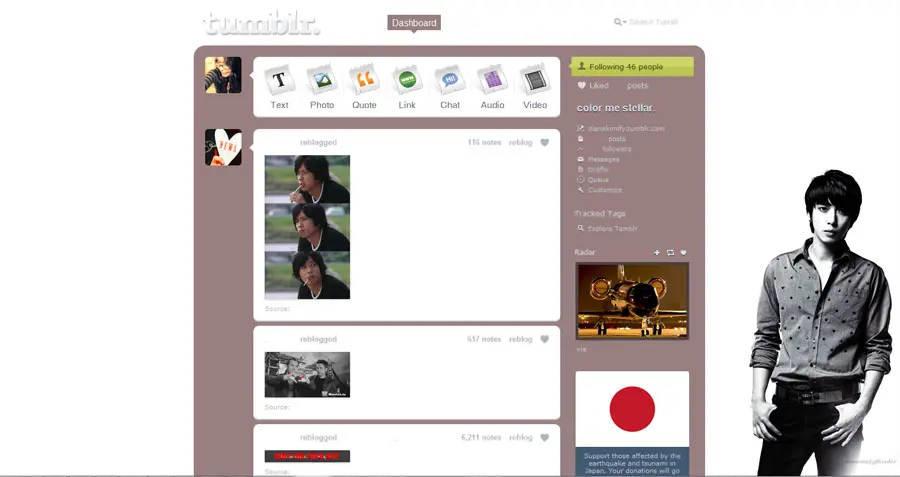 tumblr.
Dashboard
Search Tumblr
Following 46 people
Text
Photo
Quote
Link
Chat
Audio
Video
Liked posts
color me stellar.
posts
followers
Messages
Drafts
Queue
Customize
Tracked Tags
Explore Tumblr
Radar
via
reblogged
116 notes reblog
Source:
reblogged
617 notes reblog
Source:
reblogged
6,211 notes reblog
Source:
Support those affected by the
earthquake and tsunami in
Japan. Your donations will go